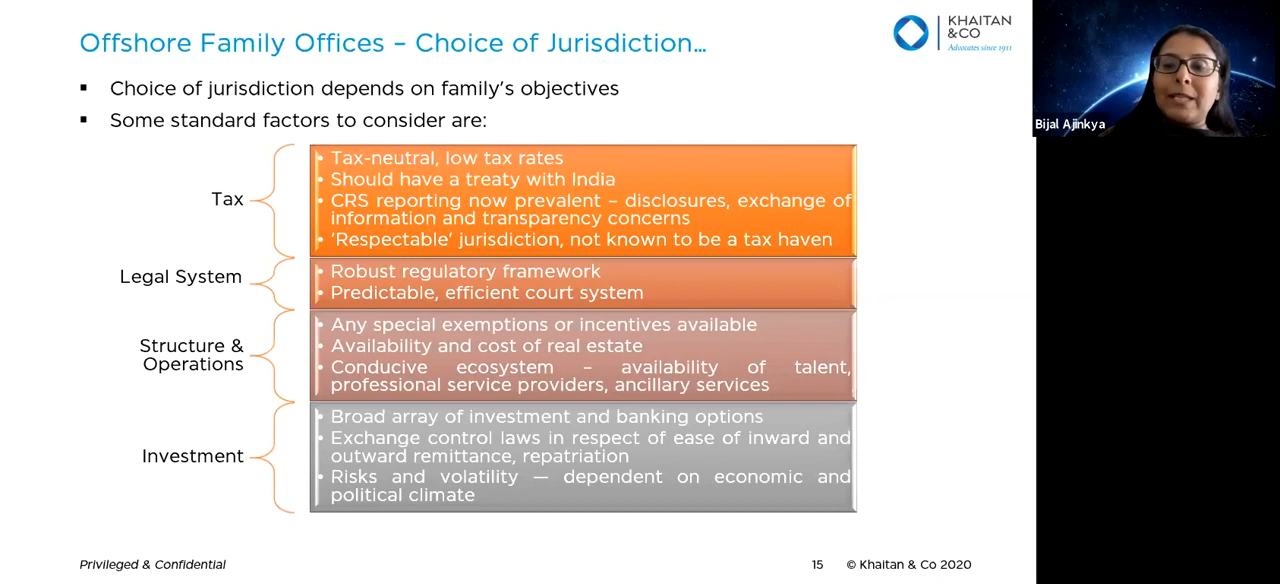 Offshore Family Offices – Choice of Jurisdiction…
KHAITAN
&CO
Advocates since 1911
Bijal Ajinkya
▪ Choice of jurisdiction depends on family’s objectives
▪ Some standard factors to consider are:
Tax
• Tax-neutral, low tax rates
• Should have a treaty with India
• CRS reporting now prevalent – disclosures, exchange of
information and transparency concerns
• ‘Respectable’ jurisdiction, not known to be a tax haven
Legal System
• Robust regulatory framework
• Predictable, efficient court system
Structure &
Operations
• Any special exemptions or incentives available
• Availability and cost of real estate
• Conducive ecosystem – availability of talent,
professional service providers, ancillary services
Investment
• Broad array of investment and banking options
• Exchange control laws in respect of ease of inward and
outward remittance, repatriation
• Risks and volatility — dependent on economic and
political climate
Privileged & Confidential
15
© Khaitan & Co 2020